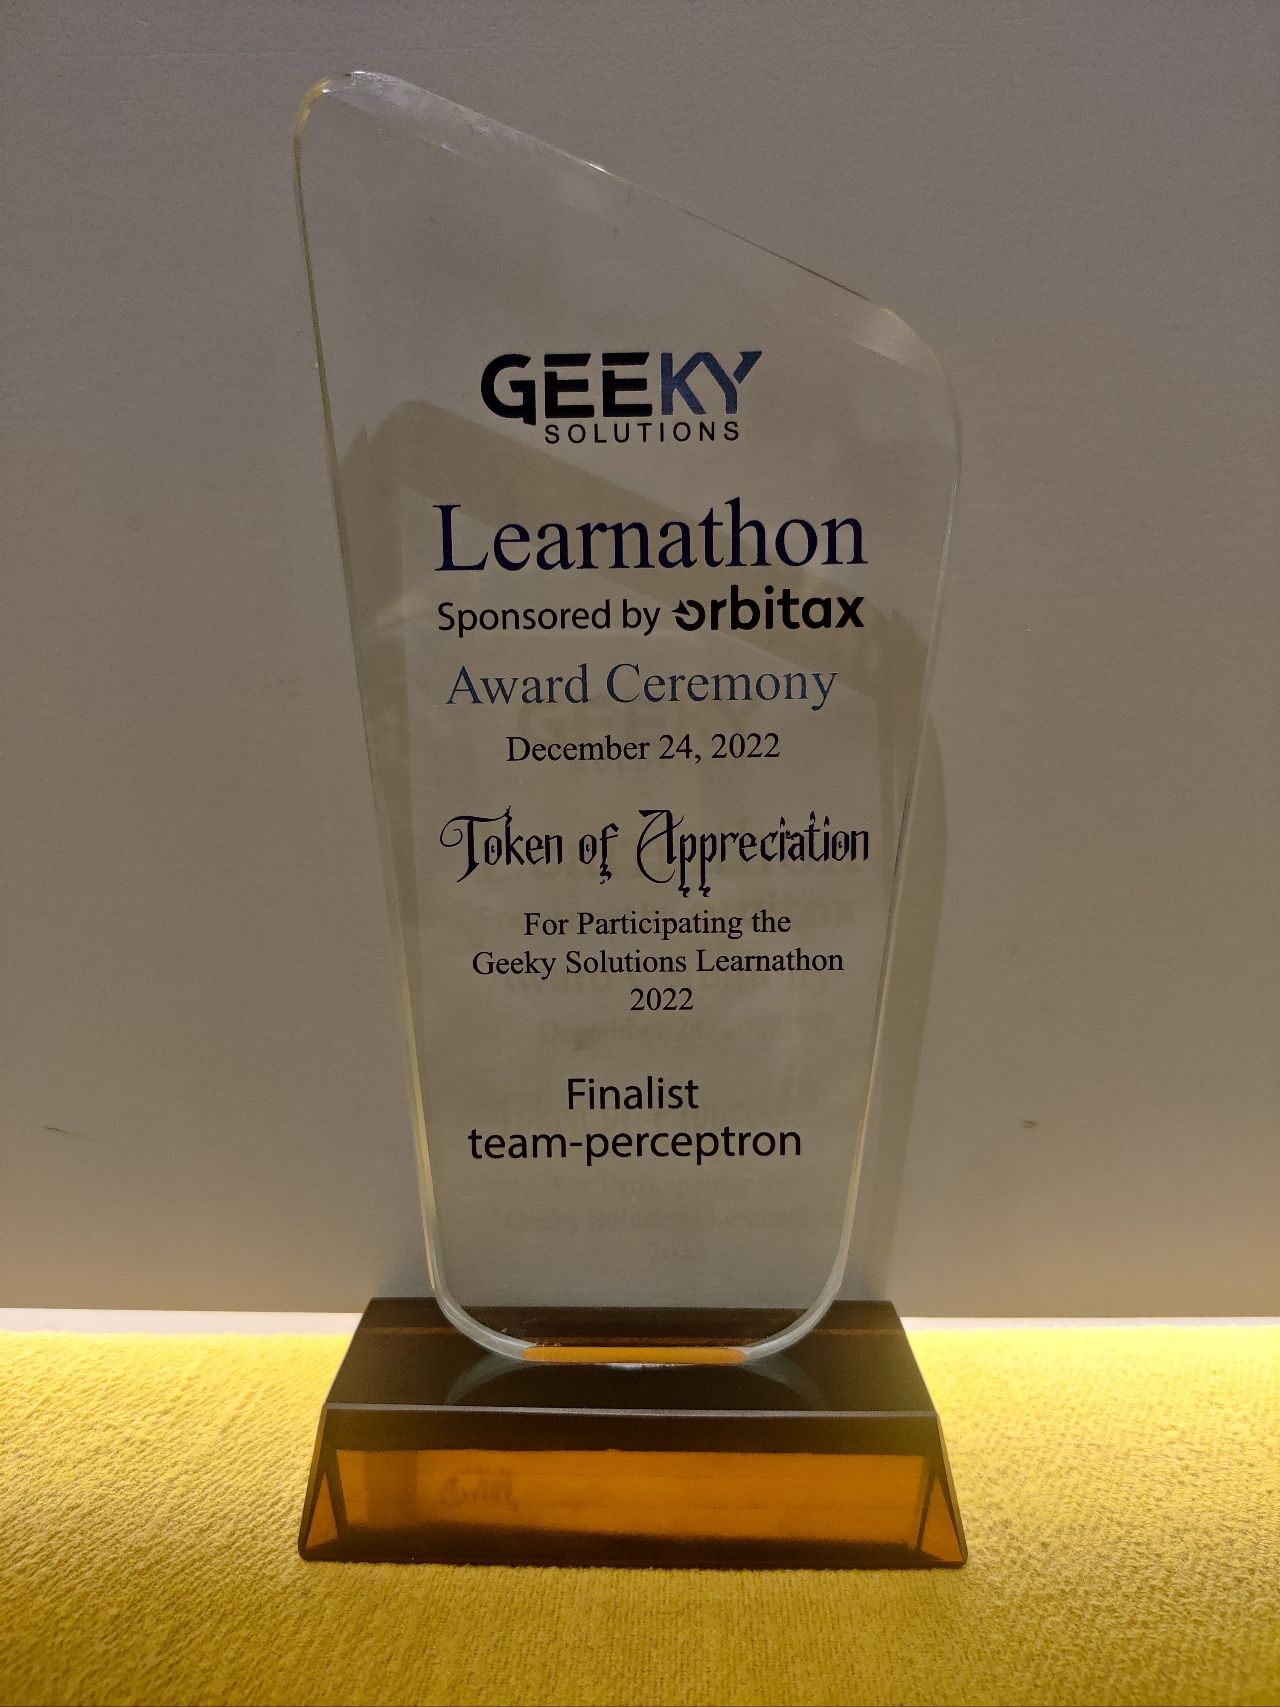 GEEKY
SOLUTIONS
Learnathon
Sponsored by orbitax
Award Ceremony
December 24, 2022
Token of Appreciation
For Participating the
Geeky Solutions Learnathon
2022
Finalist
team-perceptron